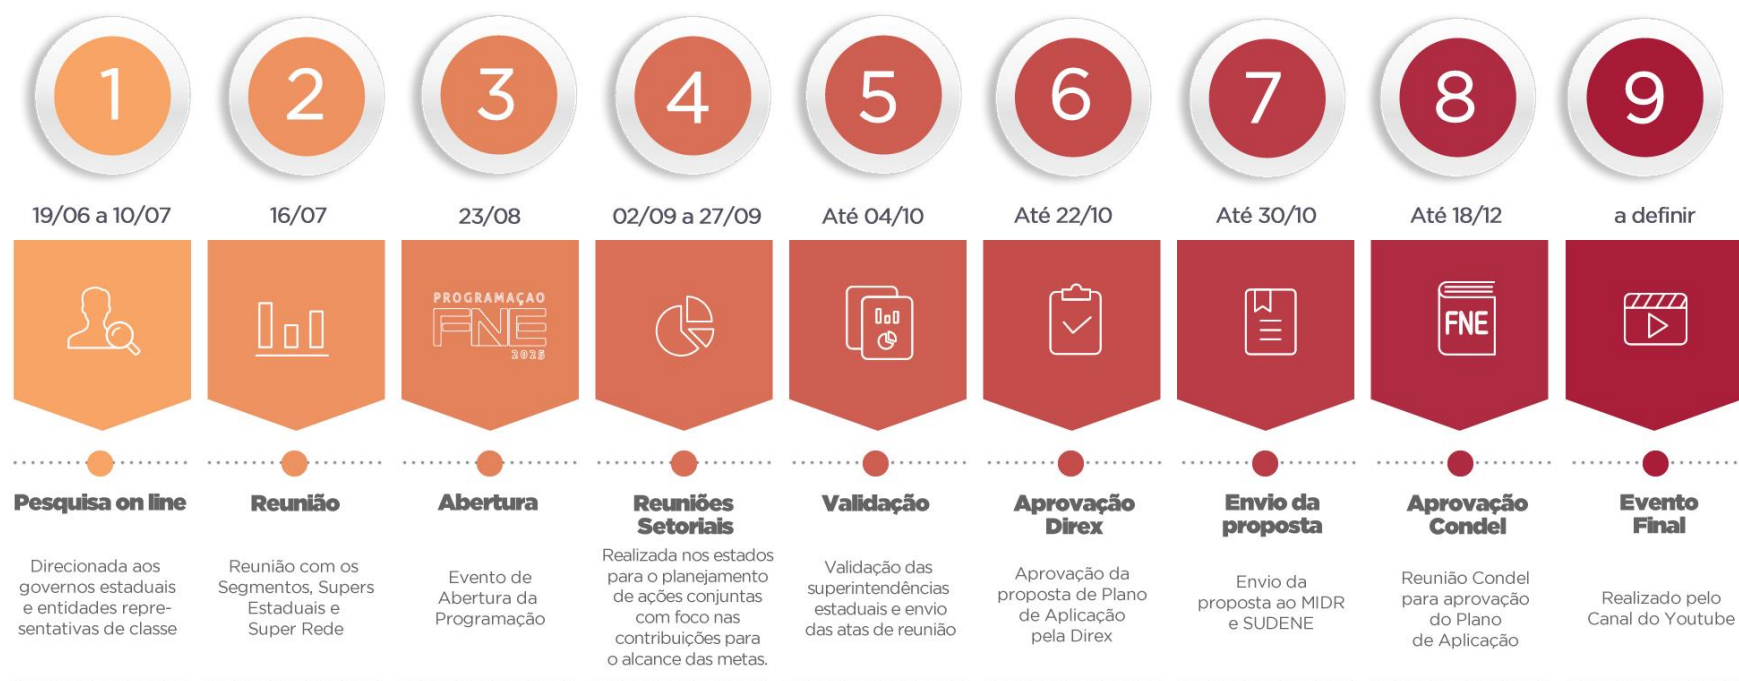 1
19/06 a 10/07
Pesquisa on line
Direcionada aos
governos estaduais
e entidades repre-
sentativas de classe
2
16/07
Reunião
Reunião com os
Segmentos, Supers
Estaduais e
Super Rede
3
23/08
PROGRAMAÇAO
FNE
2025
Abertura
Evento de
Abertura da
Programação
4
02/09 a 27/09
Reuniões
Setoriais
Realizada nos estados
para o planejamento
de ações conjuntas
com foco nas
contribuições para
o alcance das metas.
5
Até 04/10
Validação
Validação das
superintendências
estaduais e envio
das atas de reunião
6
Até 22/10
Aprovação
Direx
Aprovação da
proposta de Plano
de Aplicação
pela Direx
7
Até 30/10
Envio da
proposta
Envio da
proposta ao MIDR
e SUDENE
8
Até 18/12
FNE
Aprovação
Condel
Reunião Condel
para aprovação
do Plano
de Aplicação
9
a definir
Evento
Final
Realizado pelo
Canal do Youtube